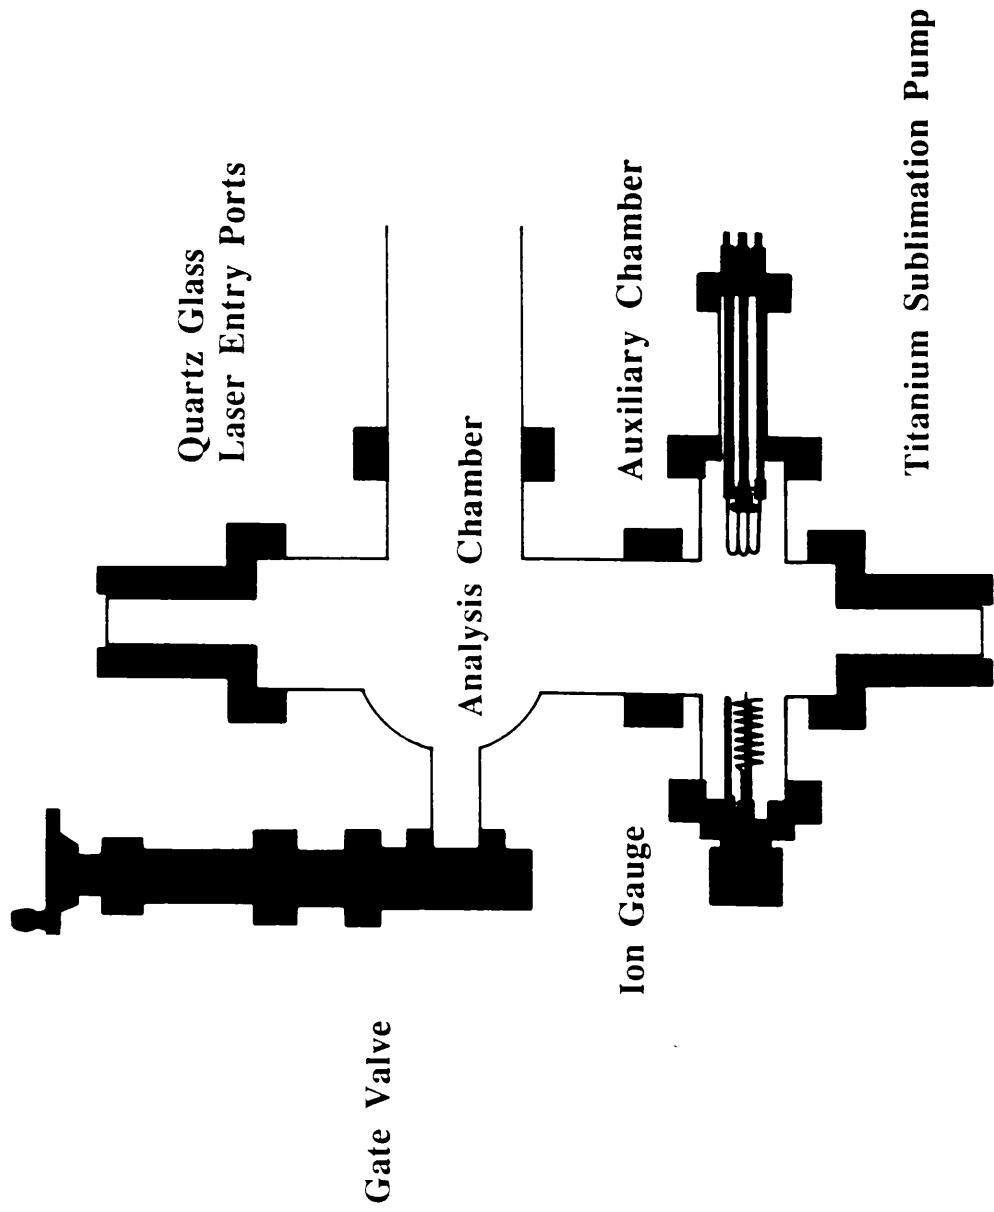 Quartz Glass
Laser Entry Ports
Gate Valve
Analysis Chamber
Ion Gauge
Auxiliary Chamber
Titanium Sublimation Pump